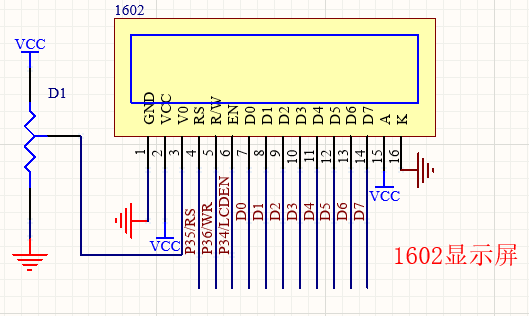 1602
VCC
D1
GND
VCC
V0
RS
R/W
EN
D0
D1
D2
D3
D4
D5
D6
D7
A
K
1
2
3
4
5
6
7
8
9
10
11
12
13
14
15
16
P35/RS
P36/WR
P34/LCDEN
D0
D1
D2
D3
D4
D5
D6
D7
VCC
VCC
1602显示屏